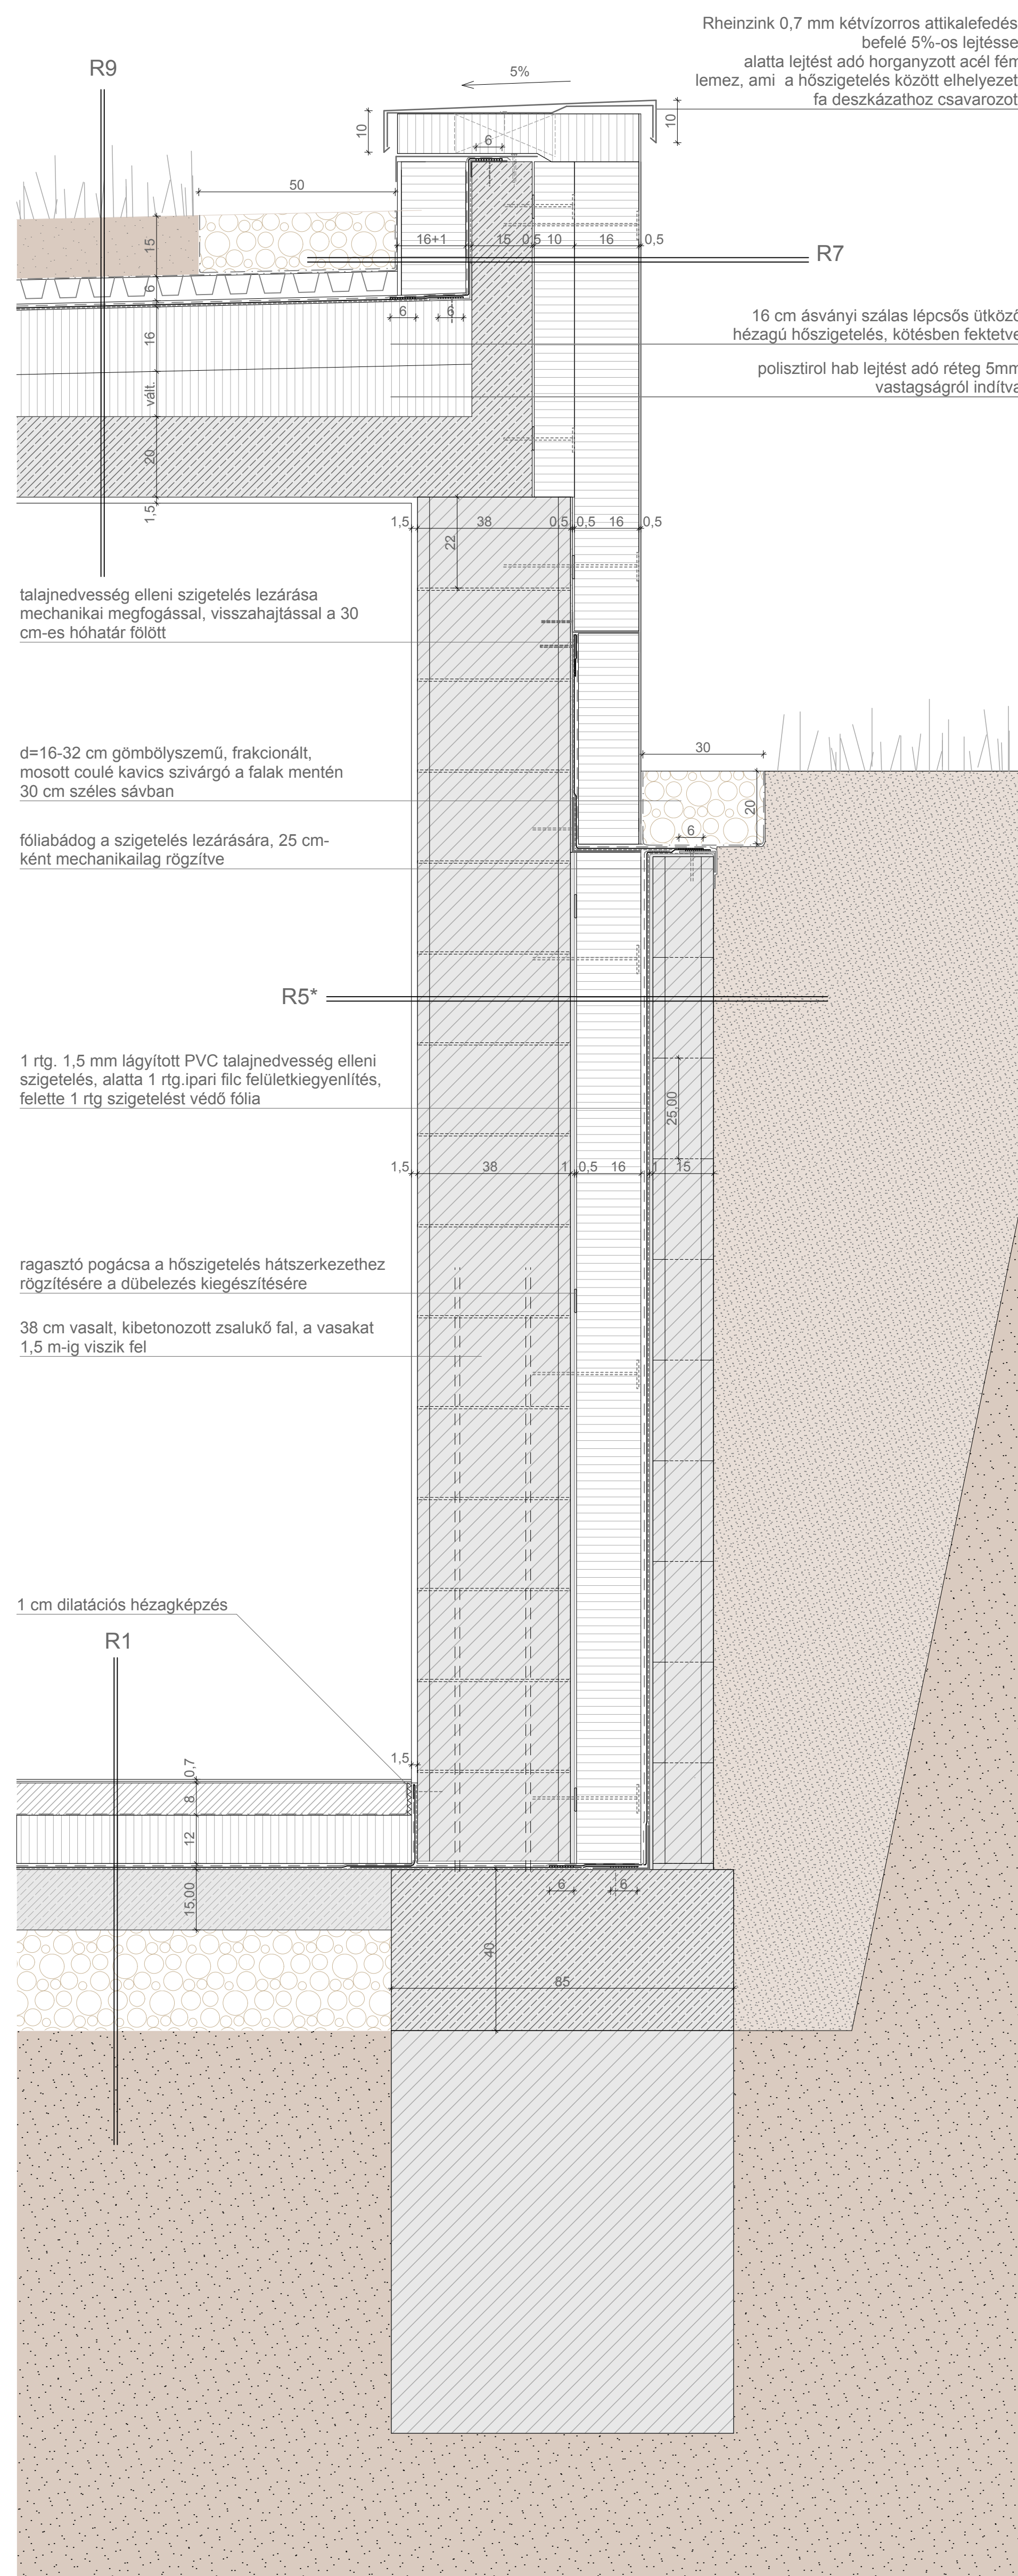 Rheinzink 0,7 mm kétvízorros attikalefedés
befelé 5%-os lejtésse
alatta lejtést adó horganyzott acél fém
lemez, ami a hőszigetelés között elhelyezet
fa deszkázathoz csavarozot
R9
5%
10
10
6
50
15
16+1
15
0,5
10
16
0,5
R7
6
6
6
16 cm ásványi szálas lépcsős ütköző
hézagú hőszigetelés, kötésben fektetve
16
polisztirol hab lejtést adó réteg 5mm
vastagságról indítva
vált.
20
1,5
1,5
38
0,5
0,5
16
0,5
22
talajnedvesség elleni szigetelés lezárása
mechanikai megfogással, visszahajtással a 30
cm-es hóhatár fölött
30
d=16-32 cm gömbölyszemű, frakcionált,
mosott coulé kavics szivárgó a falak mentén
30 cm széles sávban
20
6
fóliabádog a szigetelés lezárására, 25 cm-
ként mechanikailag rögzítve
R5*
1 rtg. 1,5 mm lágyított PVC talajnedvesség elleni
szigetelés, alatta 1 rtg.ipari filc felületkiegyenlítés,
felette 1 rtg szigetelést védő fólia
25,00
1,5
38
1
0,5
16
1
15
ragasztó pogácsa a hőszigetelés hátszerkezethez
rögzítésére a dübelezés kiegészítésére
38 cm vasalt, kibetonozott zsalukő fal, a vasakat
1,5 m-ig viszik fel
1 cm dilatációs hézagképzés
R1
1,5
0,7
8
12
15,00
6
6
40
85